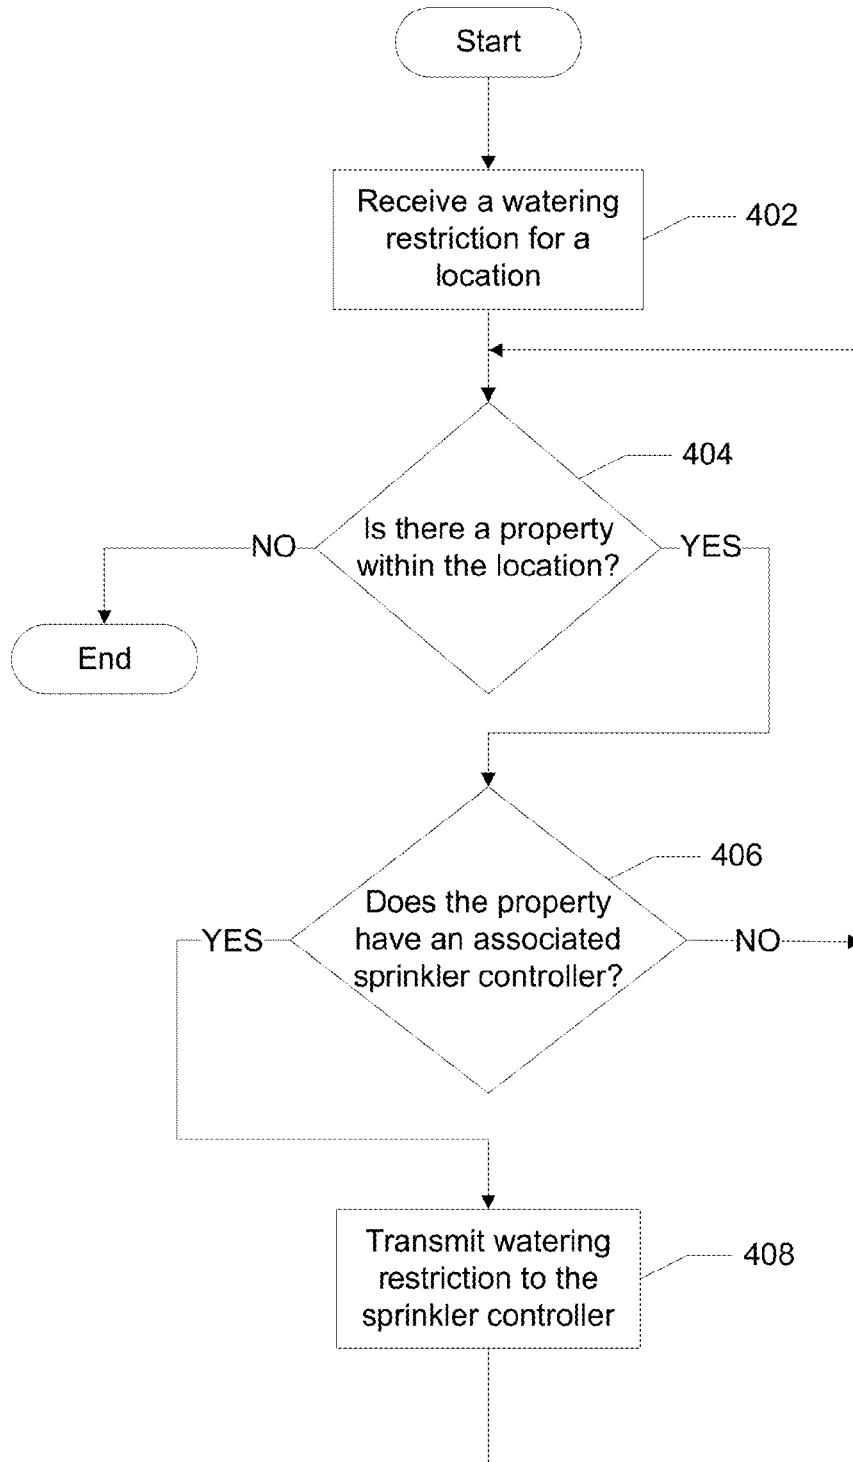 Start
Receive a watering
restriction for a
location
402
404
Is there a property
within the location?
NO
YES
End
406
Does the property
have an associated
sprinkler controller?
YES
NO
Transmit watering
restriction to the
sprinkler controller
408